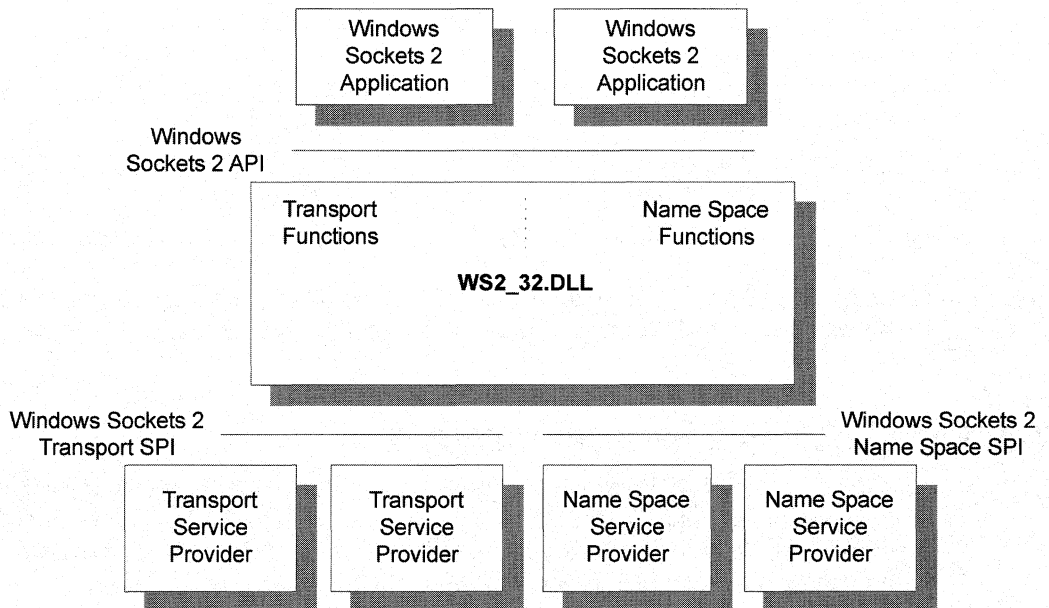 Windows
Sockets 2
Application
Windows
Sockets 2
Application
Windows
Sockets 2 API
Transport
Functions
Name Space
Functions
WS2_32.DLL
Windows Sockets 2
Transport SPI
Windows Sockets 2
Name Space SPI
Transport
Service
Provider
Transport
Service
Provider
Name Space
Service
Provider
Name Space
Service
Provider